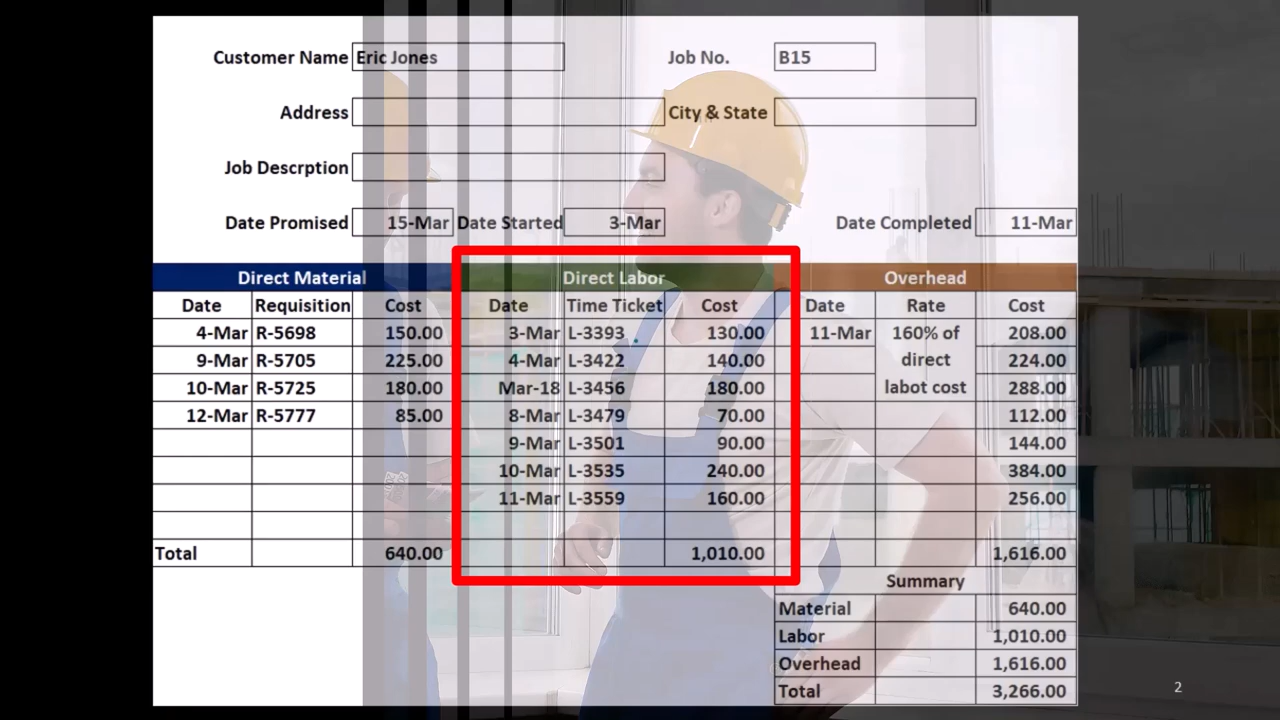 Customer Name Eric Jones Job No. B15
Address City & State
Job Descrption
Date Promised 15-Mar Date Started 3-Mar Date Completed 11-Mar
Direct Material Direct Labor Overhead
Date Requisition Cost Date Time Ticket Cost Date Rate Cost
4-Mar R-5698 150.00 3-Mar L-3393 130.00 11-Mar 160% of 208.00
9-Mar R-5705 225.00 4-Mar L-3422 140.00 direct 224.00
10-Mar R-5725 180.00 Mar-18 L-3456 180.00 labot cost 288.00
12-Mar R-5777 85.00 8-Mar L-3479 70.00 112.00
9-Mar L-3501 90.00 144.00
10-Mar L-3535 240.00 384.00
11-Mar L-3559 160.00 256.00
Total 640.00 1,010.00 1,616.00
Summary
Material 640.00
Labor 1,010.00
Overhead 1,616.00
Total 3,266.00
2